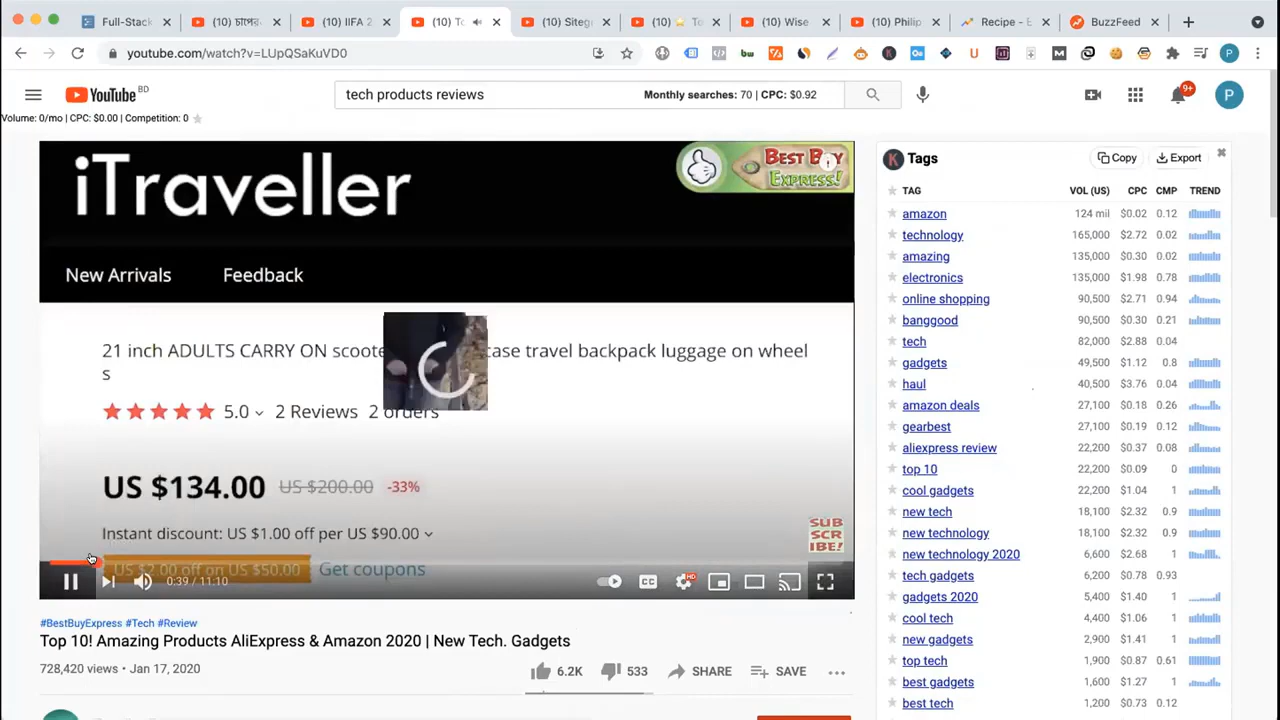 Full-Stack
(10) চাপের
(10) IIFA 2
(10) To
(10) Siteg
(10) To
(10) Wise
(10) Philip
Recipe - E
BuzzFeed
youtube.com/watch?v=LUpQSaKuVD0
YouTube BD
tech products reviews
Monthly searches: 70 | CPC: $0.92
9+
P
Volume: 0/mo | CPC: $0.00 | Competition: 0
iTraveller
BEST BUY
EXPRESS!
New Arrivals Feedback
21 inch ADULTS CARRY ON case travel backpack luggage on wheel
s
5.0 2 Reviews 2 orders
US $134.00 US $200.00 -33%
Instant discount: US $1.00 off per US $90.00
US $2.00 off on US $50.00 Get coupons
SUB
SCR
IBE!
0:39 / 11:10
CC
HD
#BestBuyExpress #Tech #Review
Top 10! Amazing Products AliExpress & Amazon 2020 | New Tech. Gadgets
728,420 views • Jan 17, 2020
6.2K 533 SHARE SAVE
K Tags Copy Export
TAG VOL (US) CPC CMP TREND
amazon 124 mil $0.02 0.12
technology 165,000 $2.72 0.02
amazing 135,000 $0.30 0.02
electronics 135,000 $1.98 0.78
online shopping 90,500 $2.71 0.94
banggood 90,500 $0.30 0.21
tech 82,000 $2.88 0.04
gadgets 49,500 $1.12 0.8
haul 40,500 $3.76 0.04
amazon deals 27,100 $0.18 0.26
gearbest 27,100 $0.19 0.12
aliexpress review 22,200 $0.37 0.08
top 10 22,200 $0.09 0
cool gadgets 22,200 $1.04 1
new tech 18,100 $2.32 0.9
new technology 18,100 $2.32 0.9
new technology 2020 6,600 $2.68 1
tech gadgets 6,200 $0.78 0.93
gadgets 2020 5,400 $1.40 1
cool tech 4,400 $1.06 1
new gadgets 2,900 $1.41 1
top tech 1,900 $0.87 0.61
best gadgets 1,600 $1.27 1
best tech 1,200 $0.73 0.12